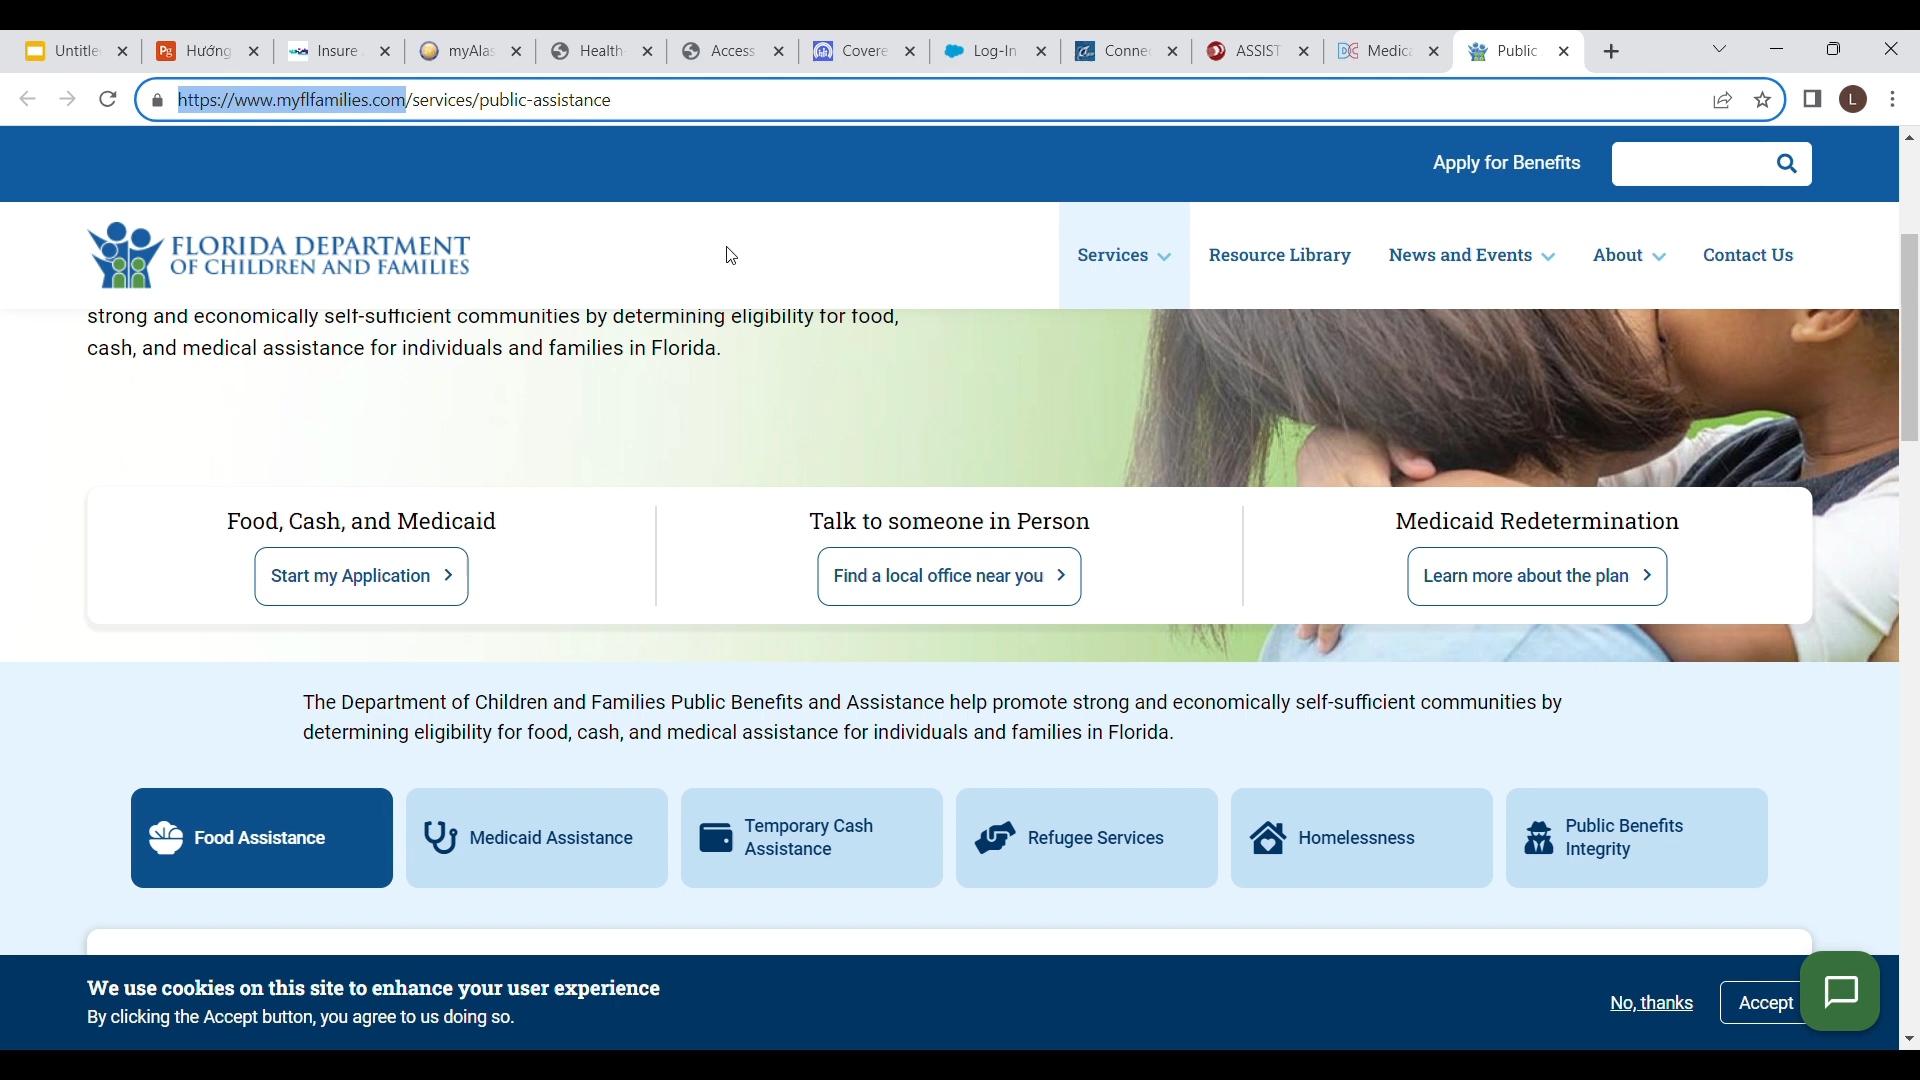 Untitle
Hướng
Insure
myAlas
Health
Access
Covere
Log-In
Connec
ASSIST
Medica
Public
https://www.myflfamilies.com/services/public-assistance
L
Apply for Benefits
FLORIDA DEPARTMENT
OF CHILDREN AND FAMILIES
Services
Resource Library
News and Events
About
Contact Us
strong and economically self-sufficient communities by determining eligibility for food,
cash, and medical assistance for individuals and families in Florida.
Food, Cash, and Medicaid
Start my Application
Talk to someone in Person
Find a local office near you
Medicaid Redetermination
Learn more about the plan
The Department of Children and Families Public Benefits and Assistance help promote strong and economically self-sufficient communities by
determining eligibility for food, cash, and medical assistance for individuals and families in Florida.
Food Assistance
Medicaid Assistance
Temporary Cash
Assistance
Refugee Services
Homelessness
Public Benefits
Integrity
We use cookies on this site to enhance your user experience
By clicking the Accept button, you agree to us doing so.
No, thanks
Accept